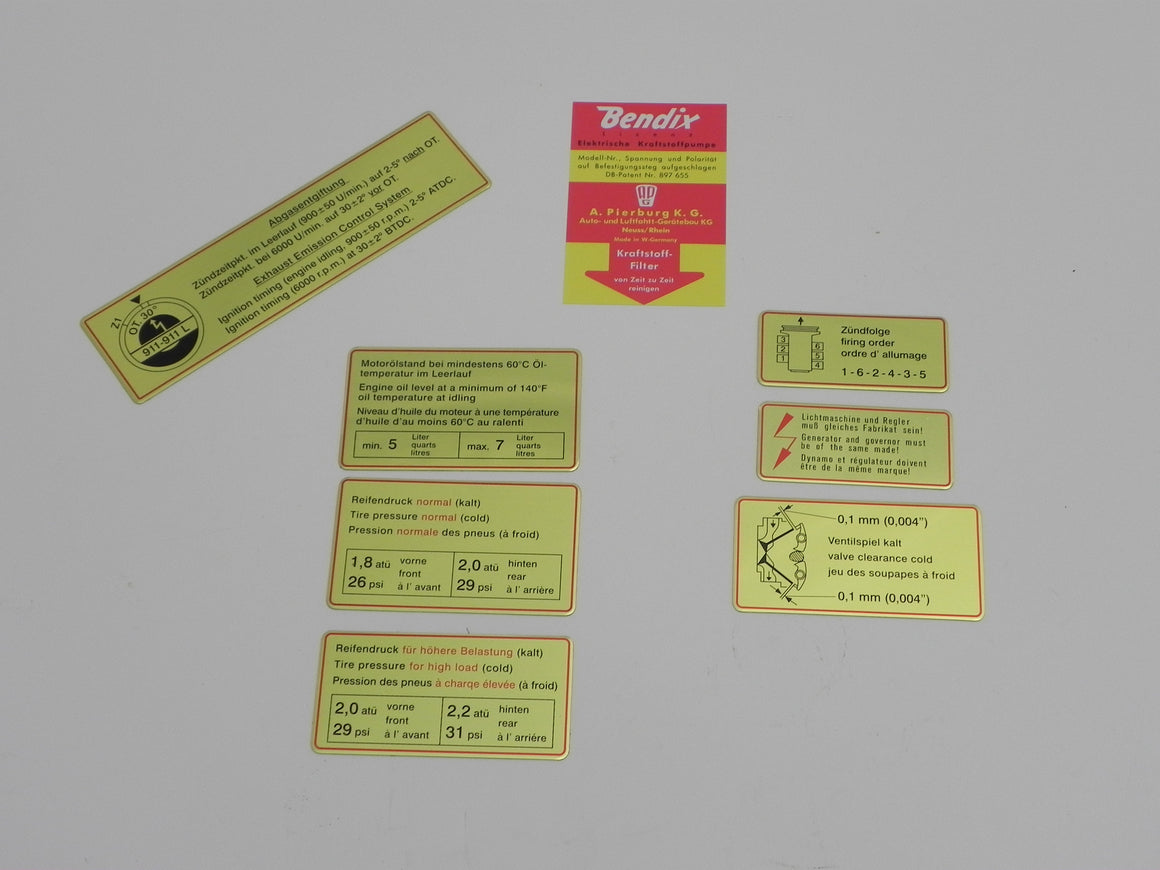 Abgasentgiftung
Zündzeitpkt. im Leerlauf (900±50 U/min.) auf 2-5° nach OT.
Zündzeitpkt. bei 6000 U/min. auf 30±2° vor OT.
Exhaust Emission Control System
Ignition timing (engine idling, 900±50 r.p.m.) 2-5° ATDC.
Ignition timing (6000 r.p.m.) at 30±2° BTDC.
Z1
OT. 30°
911-911 L
Bendix
lizenz
Elektrische Kraftstoffpumpe
Modell-Nr., Spannung und Polarität
auf Befestigungssteg aufgeschlagen
DB-Patent Nr. 897 655
AP
G
A. Pierburg K. G.
Auto- und Luftfahrt-Gerätebau KG
Neuss/Rhein
Made in W-Germany
Kraftstoff-
Filter
von Zeit zu Zeit
reinigen
Motorölstand bei mindestens 60°C Öl-
temperatur im Leerlauf
Engine oil level at a minimum of 140°F
oil temperature at idling
Niveau d'huile du moteur à une température
d'huile d'au moins 60°C au ralenti
min. 5 Liter quarts litres max. 7 Liter quarts litres
Reifendruck normal (kalt)
Tire pressure normal (cold)
Pression normale des pneus (à froid)
1,8 atü vorne 2,0 atü hinten
front rear
26 psi à l' avant 29 psi à l' arrière
Reifendruck für höhere Belastung (kalt)
Tire pressure for high load (cold)
Pression des pneus à charqe élevée (à froid)
2,0 atü vorne 2,2 atü hinten
front rear
29 psi à l' avant 31 psi à l' arriére
3 6
2 5
1 4
Zündfolge
firing order
ordre d' allumage
1-6-2-4-3-5
Lichtmaschine und Regler
muß gleiches Fabrikat sein!
Generator and governor must
be of the same made!
Dynamo et régulateur doivent
être de la même marque!
0,1 mm (0,004")
Ventilspiel kalt
valve clearance cold
jeu des soupapes à froid
0,1 mm (0,004")